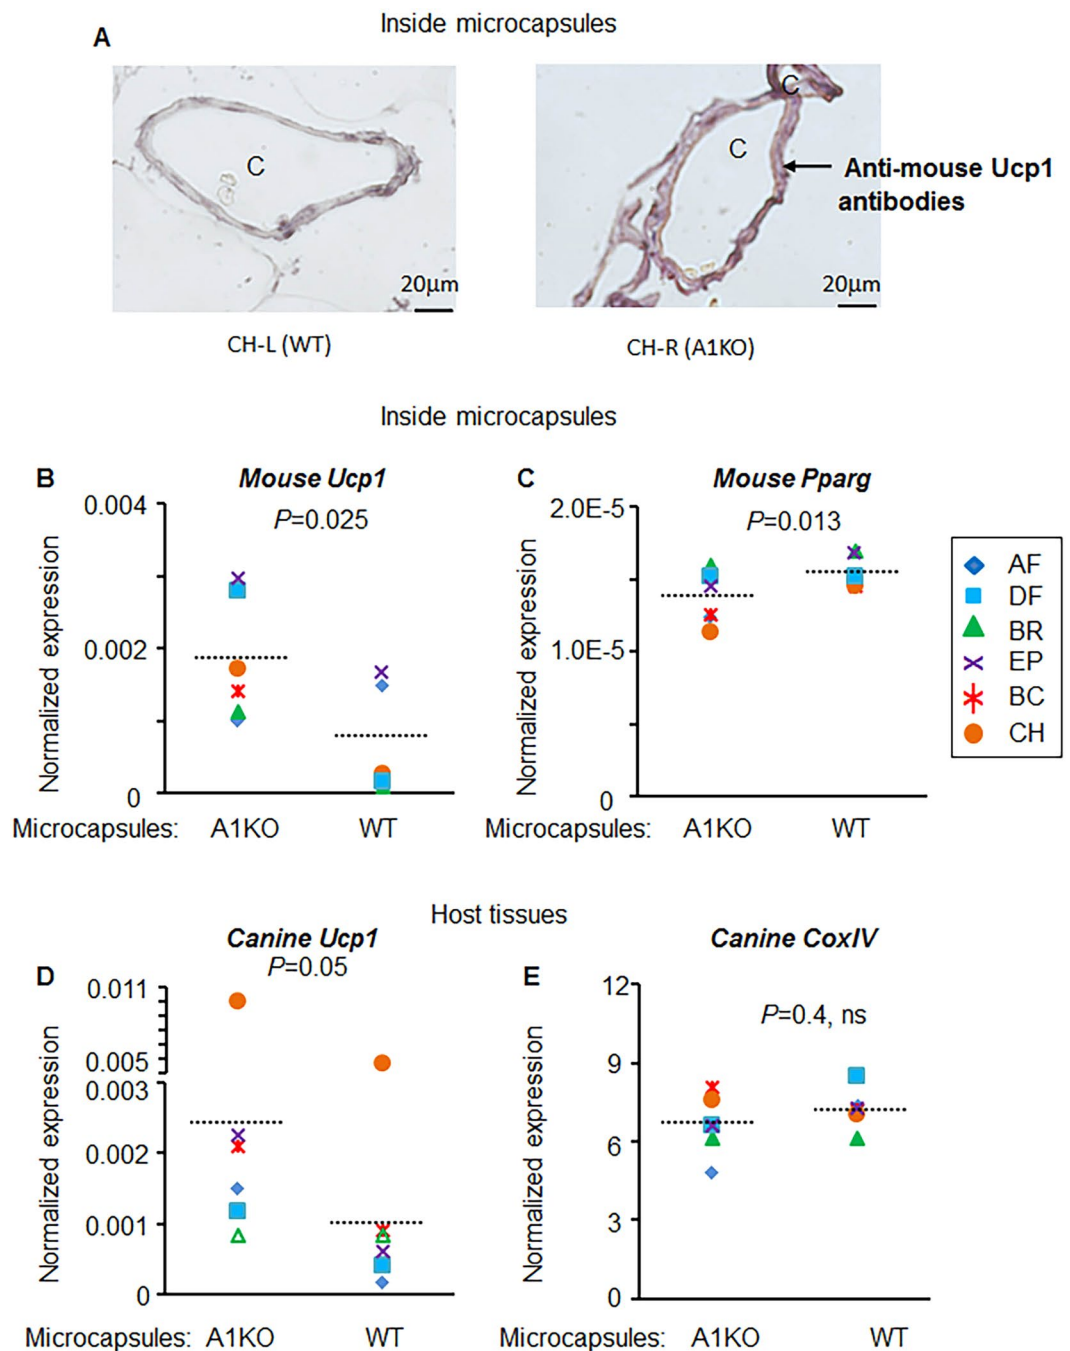 Inside microcapsules
A
C
C
C
Anti-mouse Ucp1
antibodies
20µm
20µm
CH-L (WT)
CH-R (A1KO)
Inside microcapsules
B
Mouse Ucp1
P=0.025
Normalized expression
0.004
0.002
0
Microcapsules: A1KO WT
C
Mouse Pparg
P=0.013
Normalized expression
2.0E-5
1.0E-5
0
Microcapsules: A1KO WT
AF
DF
BR
EP
BC
CH
Host tissues
D
Canine Ucp1
P=0.05
Normalized expression
0.011
0.005
0.003
0.002
0.001
0
Microcapsules: A1KO WT
E
Canine CoxIV
P=0.4, ns
Normalized expression
12
9
6
3
0
Microcapsules: A1KO WT